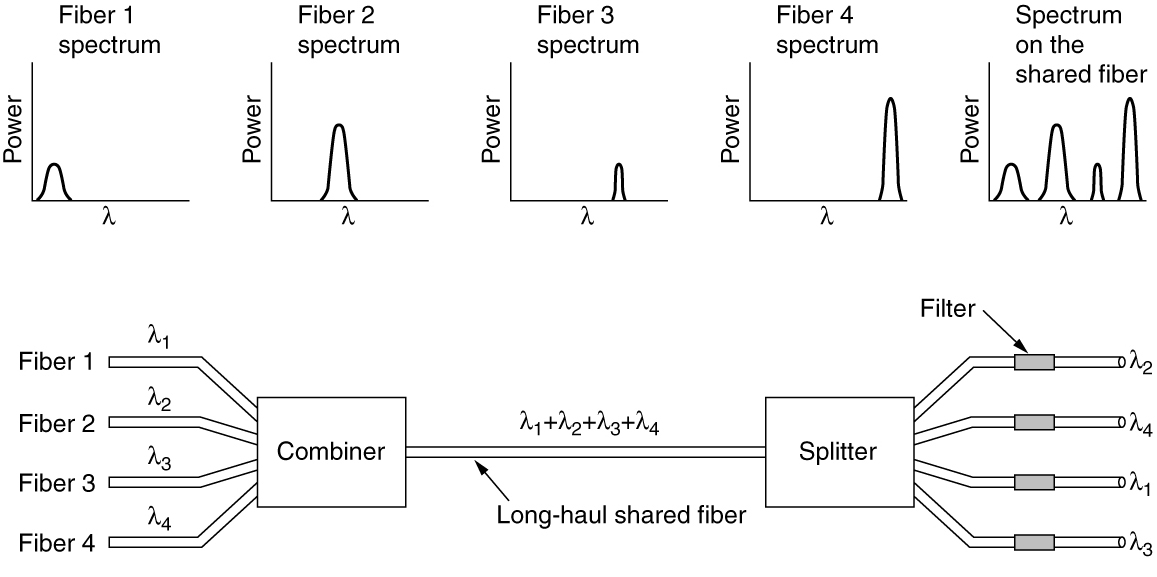 Fiber 1
spectrum
Fiber 2
spectrum
Fiber 3
spectrum
Fiber 4
spectrum
Spectrum
on the
shared fiber
Power
λ
Power
λ
Power
λ
Power
λ
Power
λ
Filter
Fiber 1
λ1
Fiber 2
λ2
Fiber 3
λ3
Fiber 4
λ4
Combiner
λ1+λ2+λ3+λ4
Long-haul shared fiber
Splitter
λ2
λ4
λ1
λ3